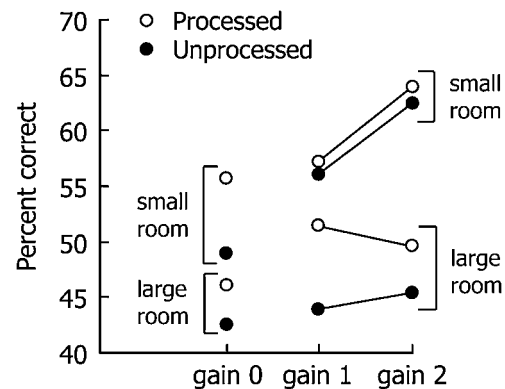 70
65
60
55
50
45
40
Percent correct
Processed
Unprocessed
small
room
small
room
large
room
large
room
gain 0 gain 1 gain 2